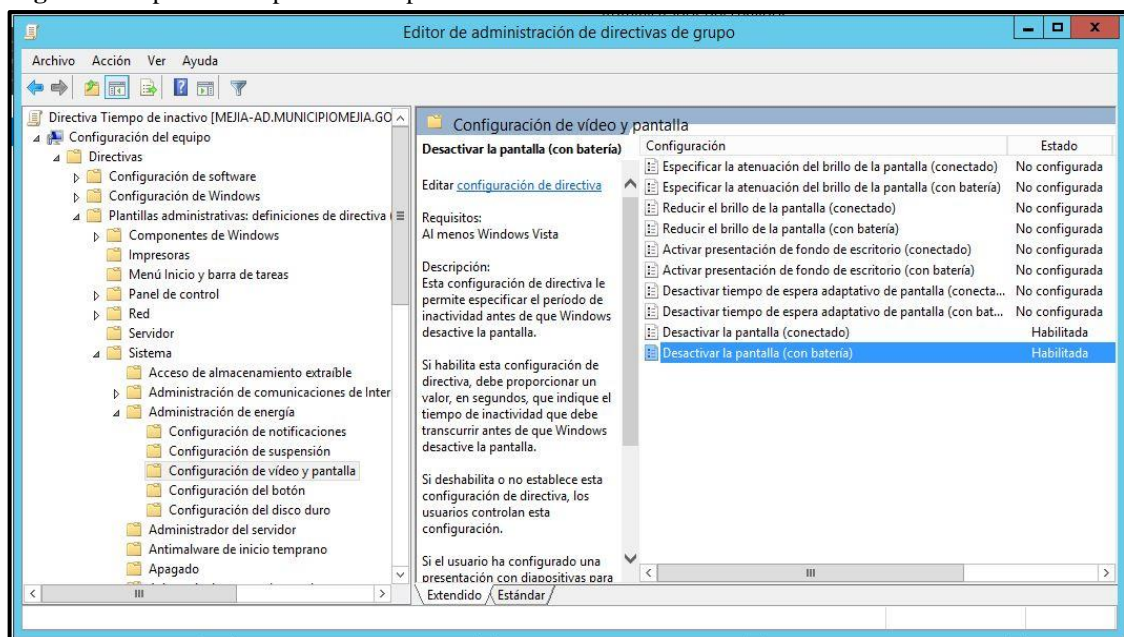 Editor de administración de directivas de grupo
Archivo Acción Ver Ayuda
Directiva Tiempo de inactivo [MEJIA-AD.MUNICIPIOMEJIA.GO
Configuración del equipo
Directivas
Configuración de software
Configuración de Windows
Plantillas administrativas: definiciones de directiva
Componentes de Windows
Impresoras
Menú Inicio y barra de tareas
Panel de control
Red
Servidor
Sistema
Acceso de almacenamiento extraíble
Administración de comunicaciones de Inter
Administración de energía
Configuración de notificaciones
Configuración de suspensión
Configuración de vídeo y pantalla
Configuración del botón
Configuración del disco duro
Administrador del servidor
Antimalware de inicio temprano
Apagado
Configuración de vídeo y pantalla
Desactivar la pantalla (con batería)
Editar configuración de directiva
Requisitos:
Al menos Windows Vista
Descripción:
Esta configuración de directiva le
permite especificar el período de
inactividad antes de que Windows
desactive la pantalla.
Si habilita esta configuración de
directiva, debe proporcionar un
valor, en segundos, que indique el
tiempo de inactividad que debe
transcurrir antes de que Windows
desactive la pantalla.
Si deshabilita o no establece esta
configuración de directiva, los
usuarios controlan esta
configuración.
Si el usuario ha configurado una
presentación con diapositivas para
Configuración Estado
Especificar la atenuación del brillo de la pantalla (conectado) No configurada
Especificar la atenuación del brillo de la pantalla (con batería) No configurada
Reducir el brillo de la pantalla (conectado) No configurada
Reducir el brillo de la pantalla (con batería) No configurada
Activar presentación de fondo de escritorio (conectado) No configurada
Activar presentación de fondo de escritorio (con batería) No configurada
Desactivar tiempo de espera adaptativo de pantalla (conecta... No configurada
Desactivar tiempo de espera adaptativo de pantalla (con bat... No configurada
Desactivar la pantalla (conectado) Habilitada
Desactivar la pantalla (con batería) Habilitada
Extendido Estándar